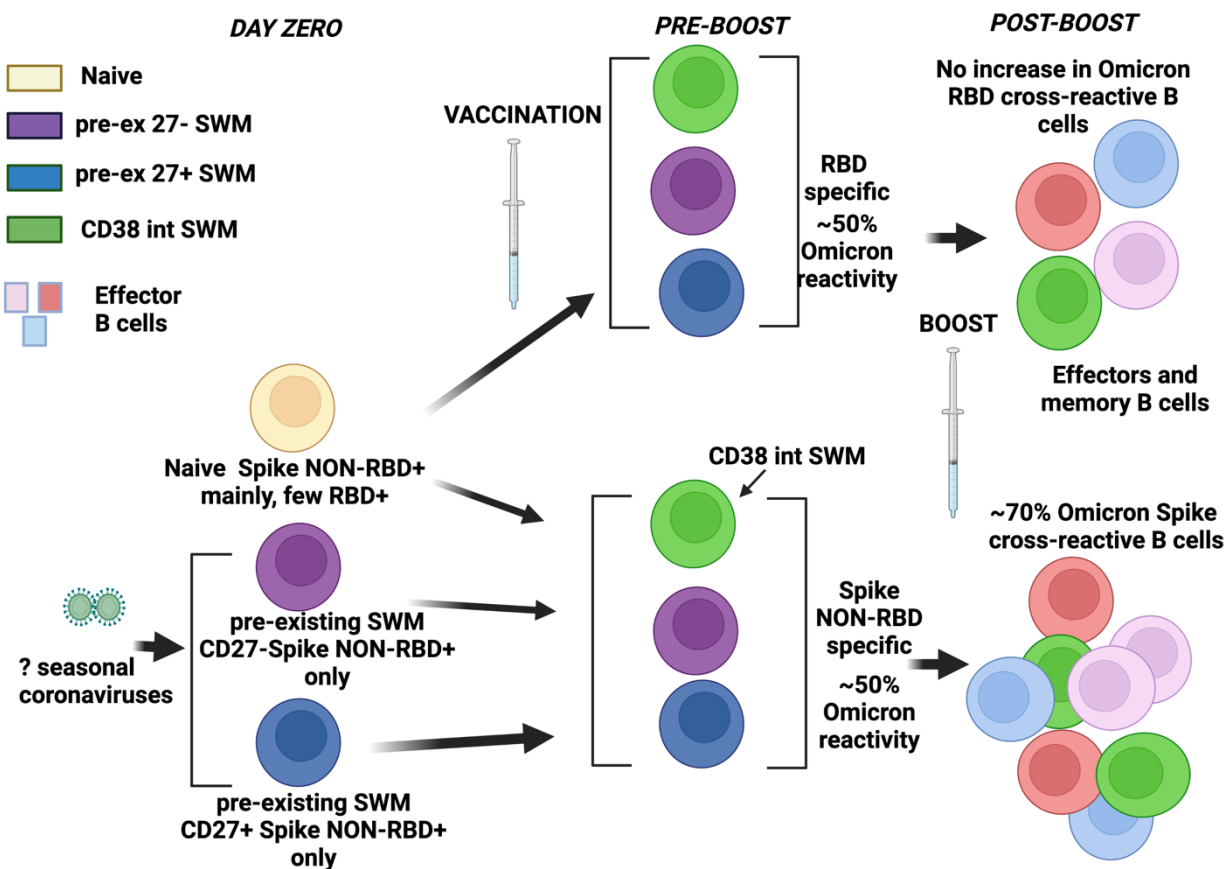 DAY ZERO
PRE-BOOST
POST-BOOST
Naive
pre-ex 27- SWM
pre-ex 27+ SWM
CD38 int SWM
Effector
B cells
VACCINATION
RBD
specific
~50%
Omicron
reactivity
No increase in Omicron
RBD cross-reactive B
cells
BOOST
Effectors and
memory B cells
Naive Spike NON-RBD+
mainly, few RBD+
? seasonal
coronaviruses
pre-existing SWM
CD27-Spike NON-RBD+
only
pre-existing SWM
CD27+ Spike NON-RBD+
only
CD38 int SWM
Spike
NON-RBD
specific
~50%
Omicron
reactivity
~70% Omicron Spike
cross-reactive B cells